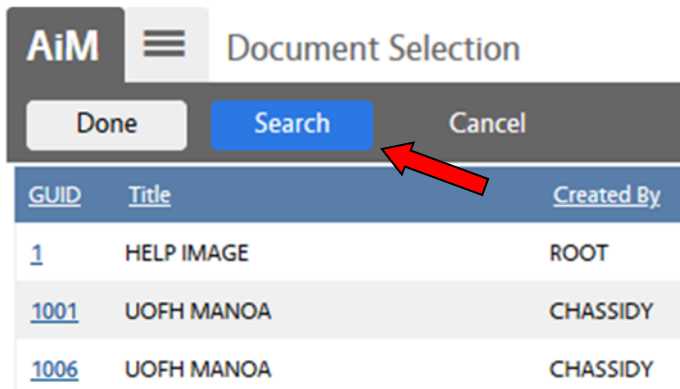 AiM Document Selection
Done Search Cancel
GUID Title Created By
1 HELP IMAGE ROOT
1001 UOFH MANOA CHASSIDY
1006 UOFH MANOA CHASSIDY